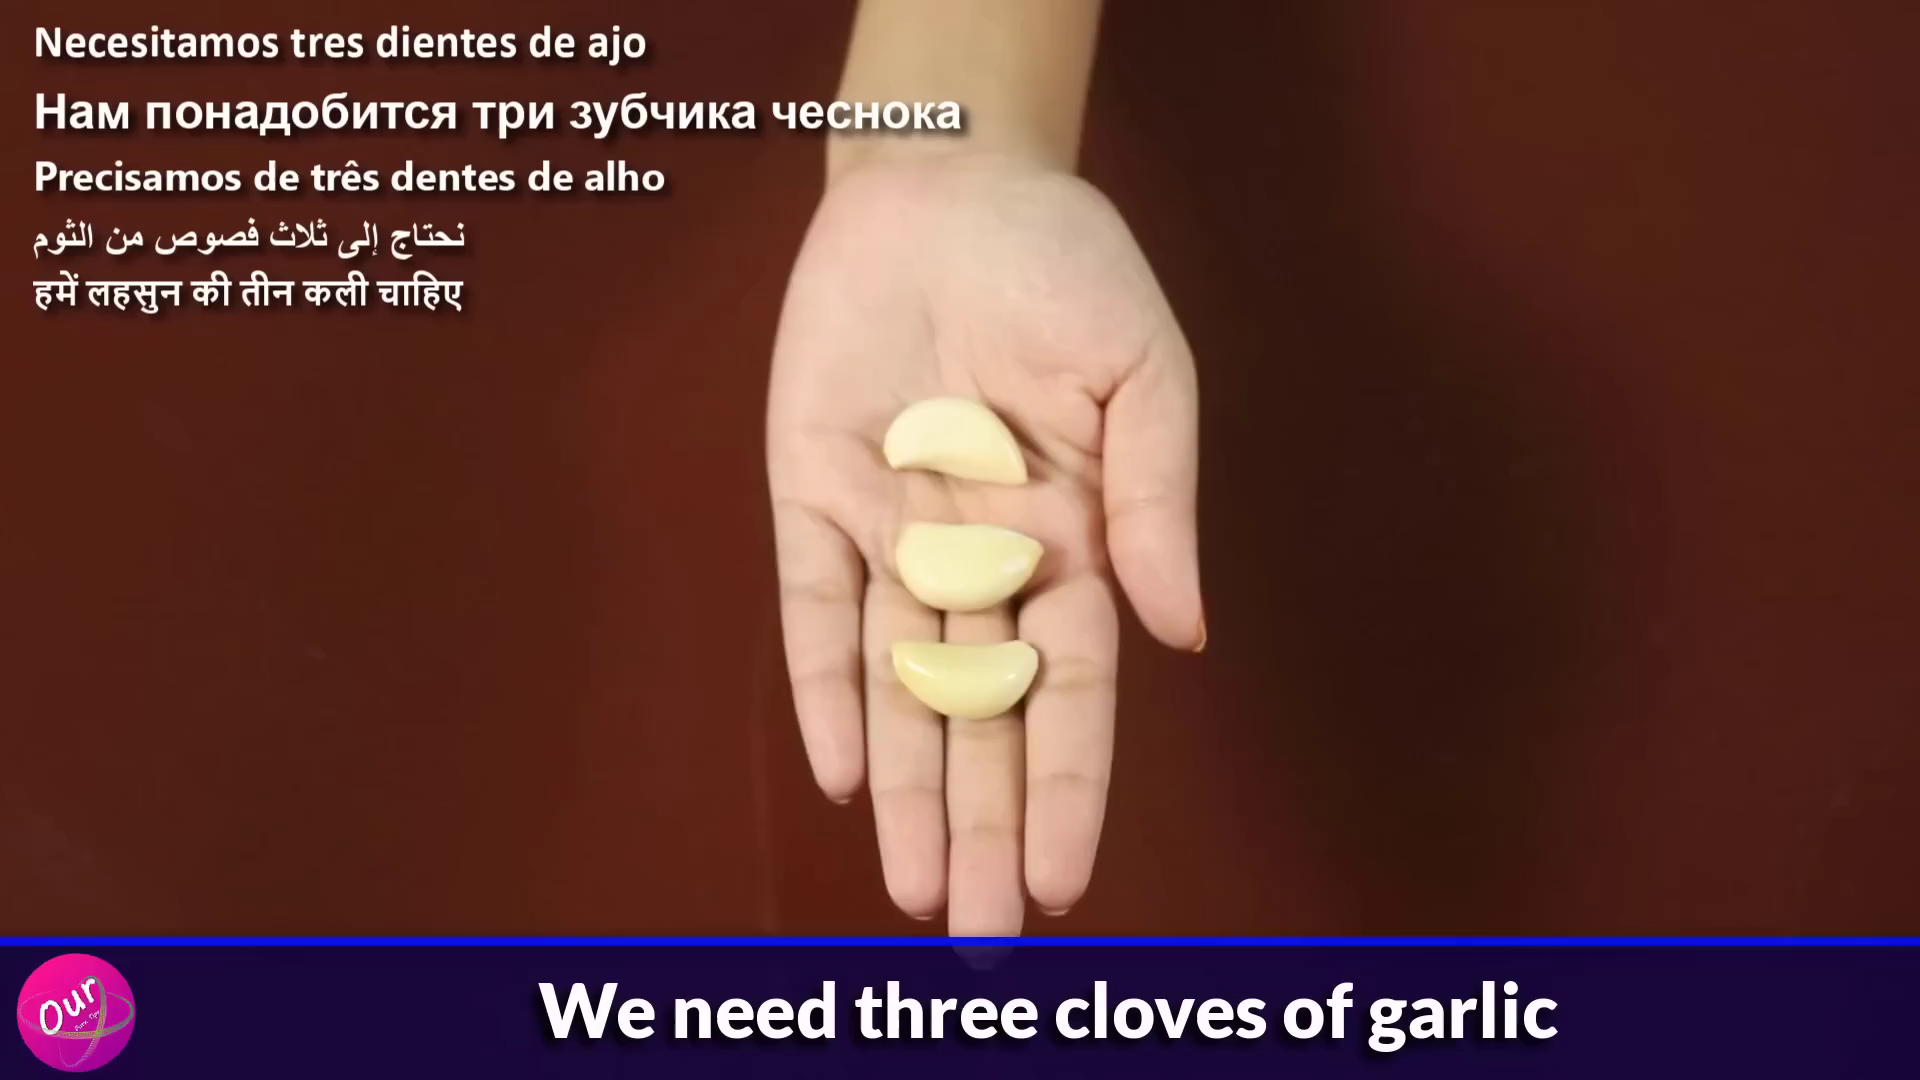 Necesitamos tres dientes de ajo
Нам понадобится три зубчика чеснока
Precisamos de três dentes de alho
نحتاج إلى ثلاث فصوص من الثوم
हमें लहसुन की तीन कली चाहिए
We need three cloves of garlic
Our